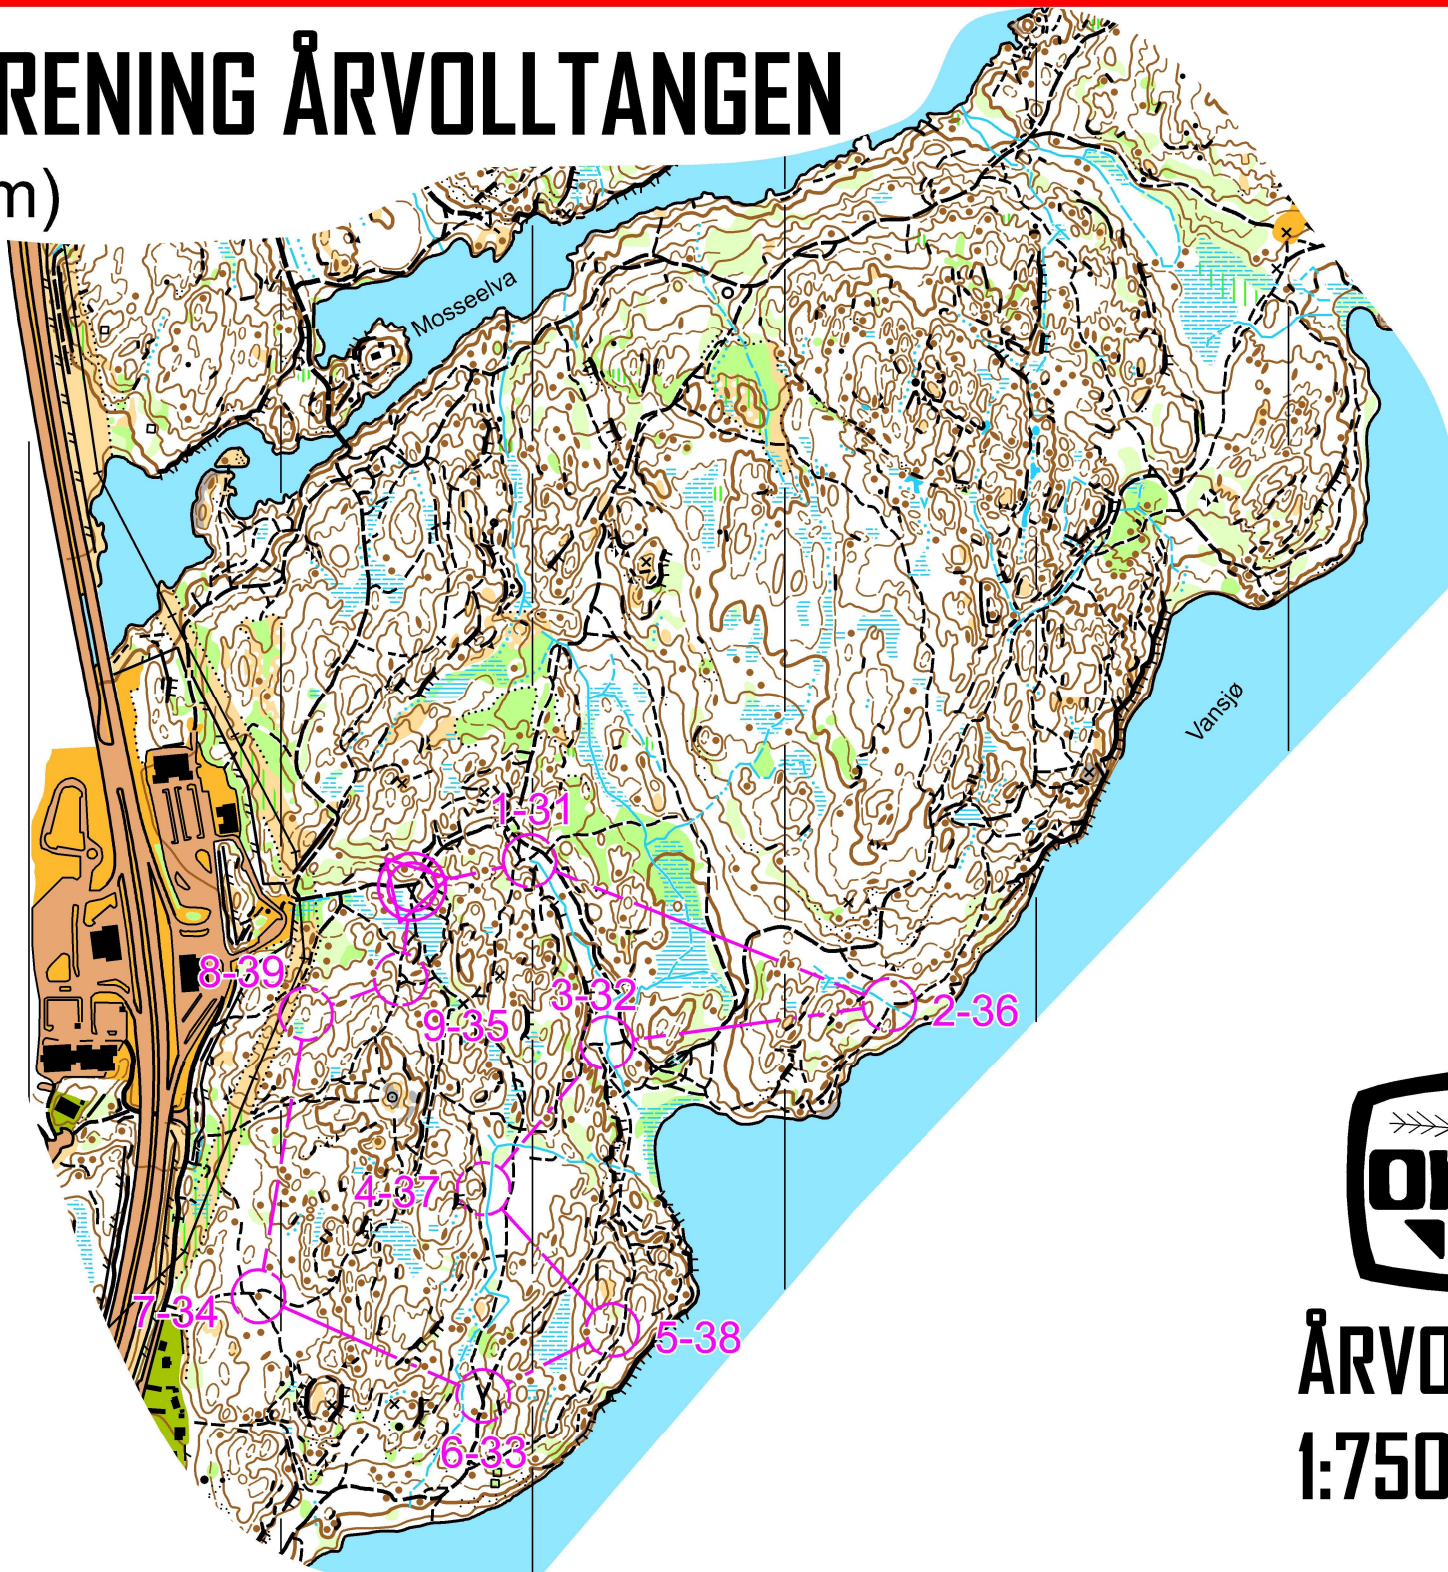 RENING ÅRVOLLTANGEN
m)
Mosseelva
Vansjø
1-31
8-39
3-32
2-36
9-35
4-37
7-34
5-38
6-33
ÅRVO
1:750